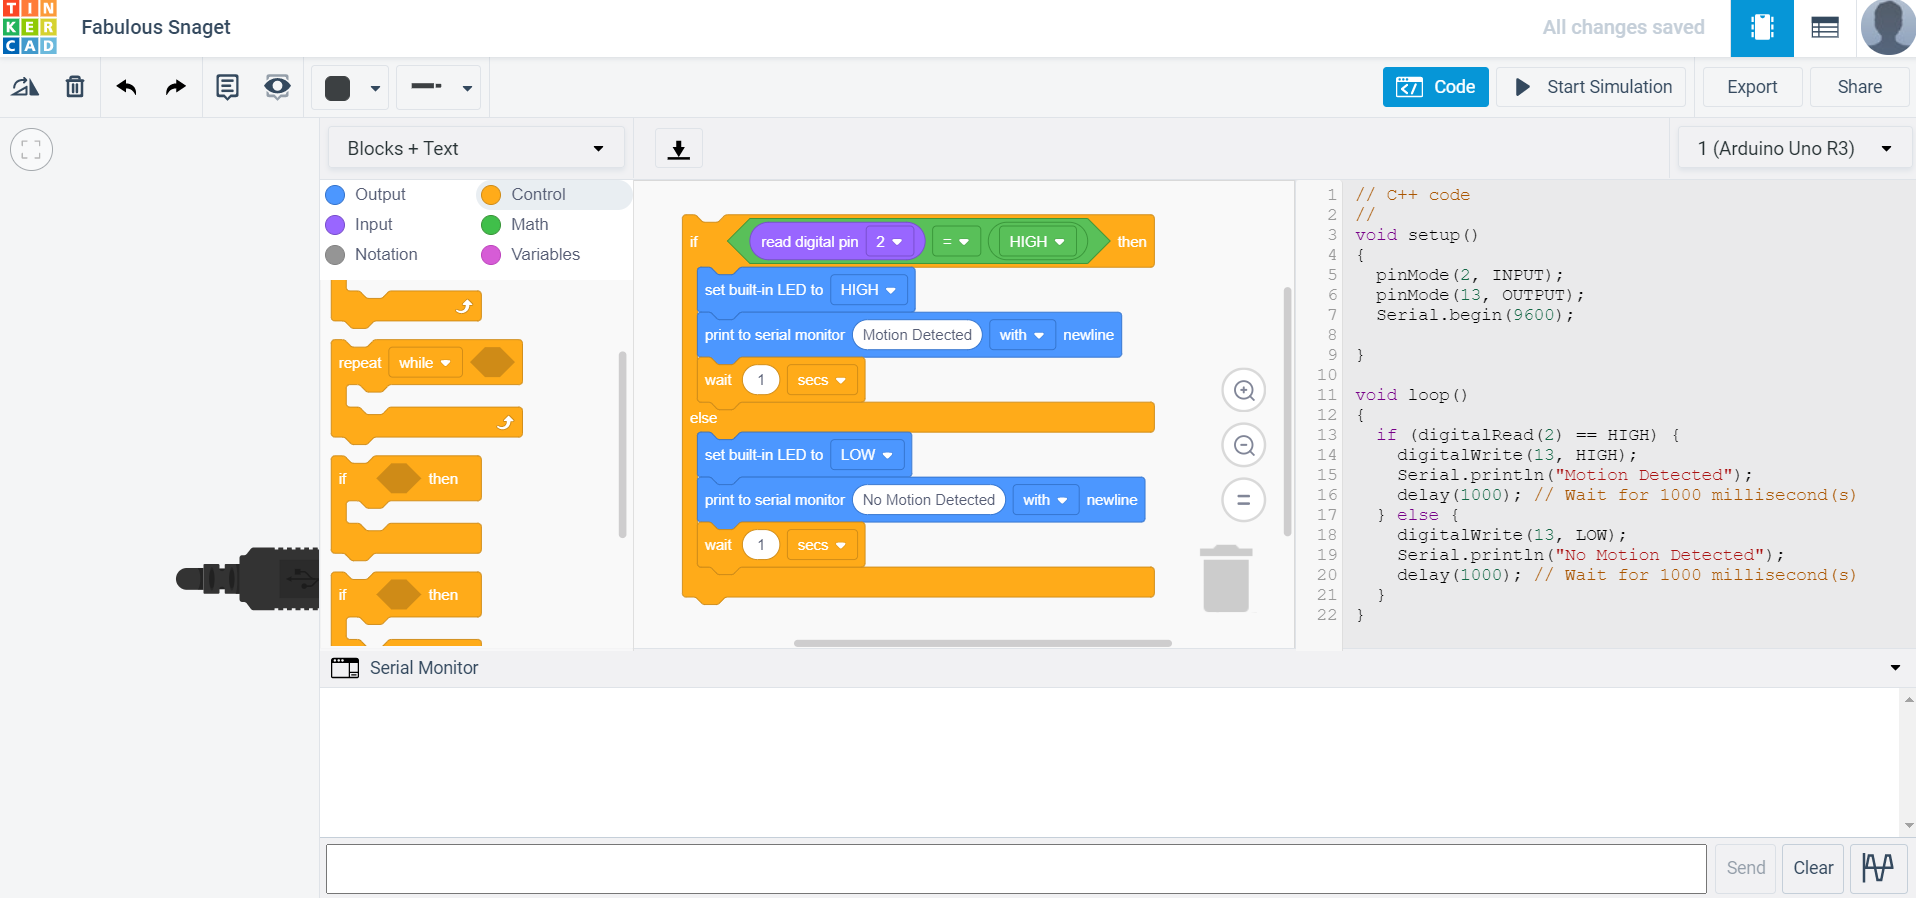 TIN
KER
CAD
Fabulous Snaget
All changes saved
Code
Start Simulation
Export
Share
Blocks + Text
1 (Arduino Uno R3)
Output
Control
Input
Math
Notation
Variables
repeat while
if then
if then
if read digital pin 2 = HIGH then
set built-in LED to HIGH
print to serial monitor Motion Detected with newline
wait 1 secs
else
set built-in LED to LOW
print to serial monitor No Motion Detected with newline
wait 1 secs
1 // C++ code
2 //
3 void setup()
4 {
5 pinMode(2, INPUT);
6 pinMode(13, OUTPUT);
7 Serial.begin(9600);
8
9 }
10
11 void loop()
12 {
13 if (digitalRead(2) == HIGH) {
14 digitalWrite(13, HIGH);
15 Serial.println("Motion Detected");
16 delay(1000); // Wait for 1000 millisecond(s)
17 } else {
18 digitalWrite(13, LOW);
19 Serial.println("No Motion Detected");
20 delay(1000); // Wait for 1000 millisecond(s)
21 }
22 }
Serial Monitor
Send
Clear